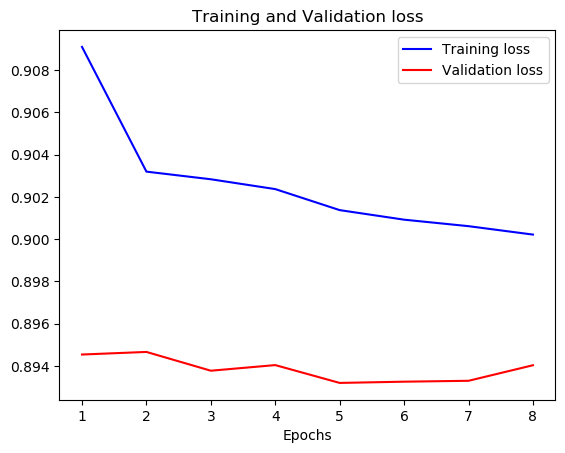 Training and Validation loss
Training loss
Validation loss
0.908
0.906
0.904
0.902
0.900
0.898
0.896
0.894
1 2 3 4 5 6 7 8
Epochs